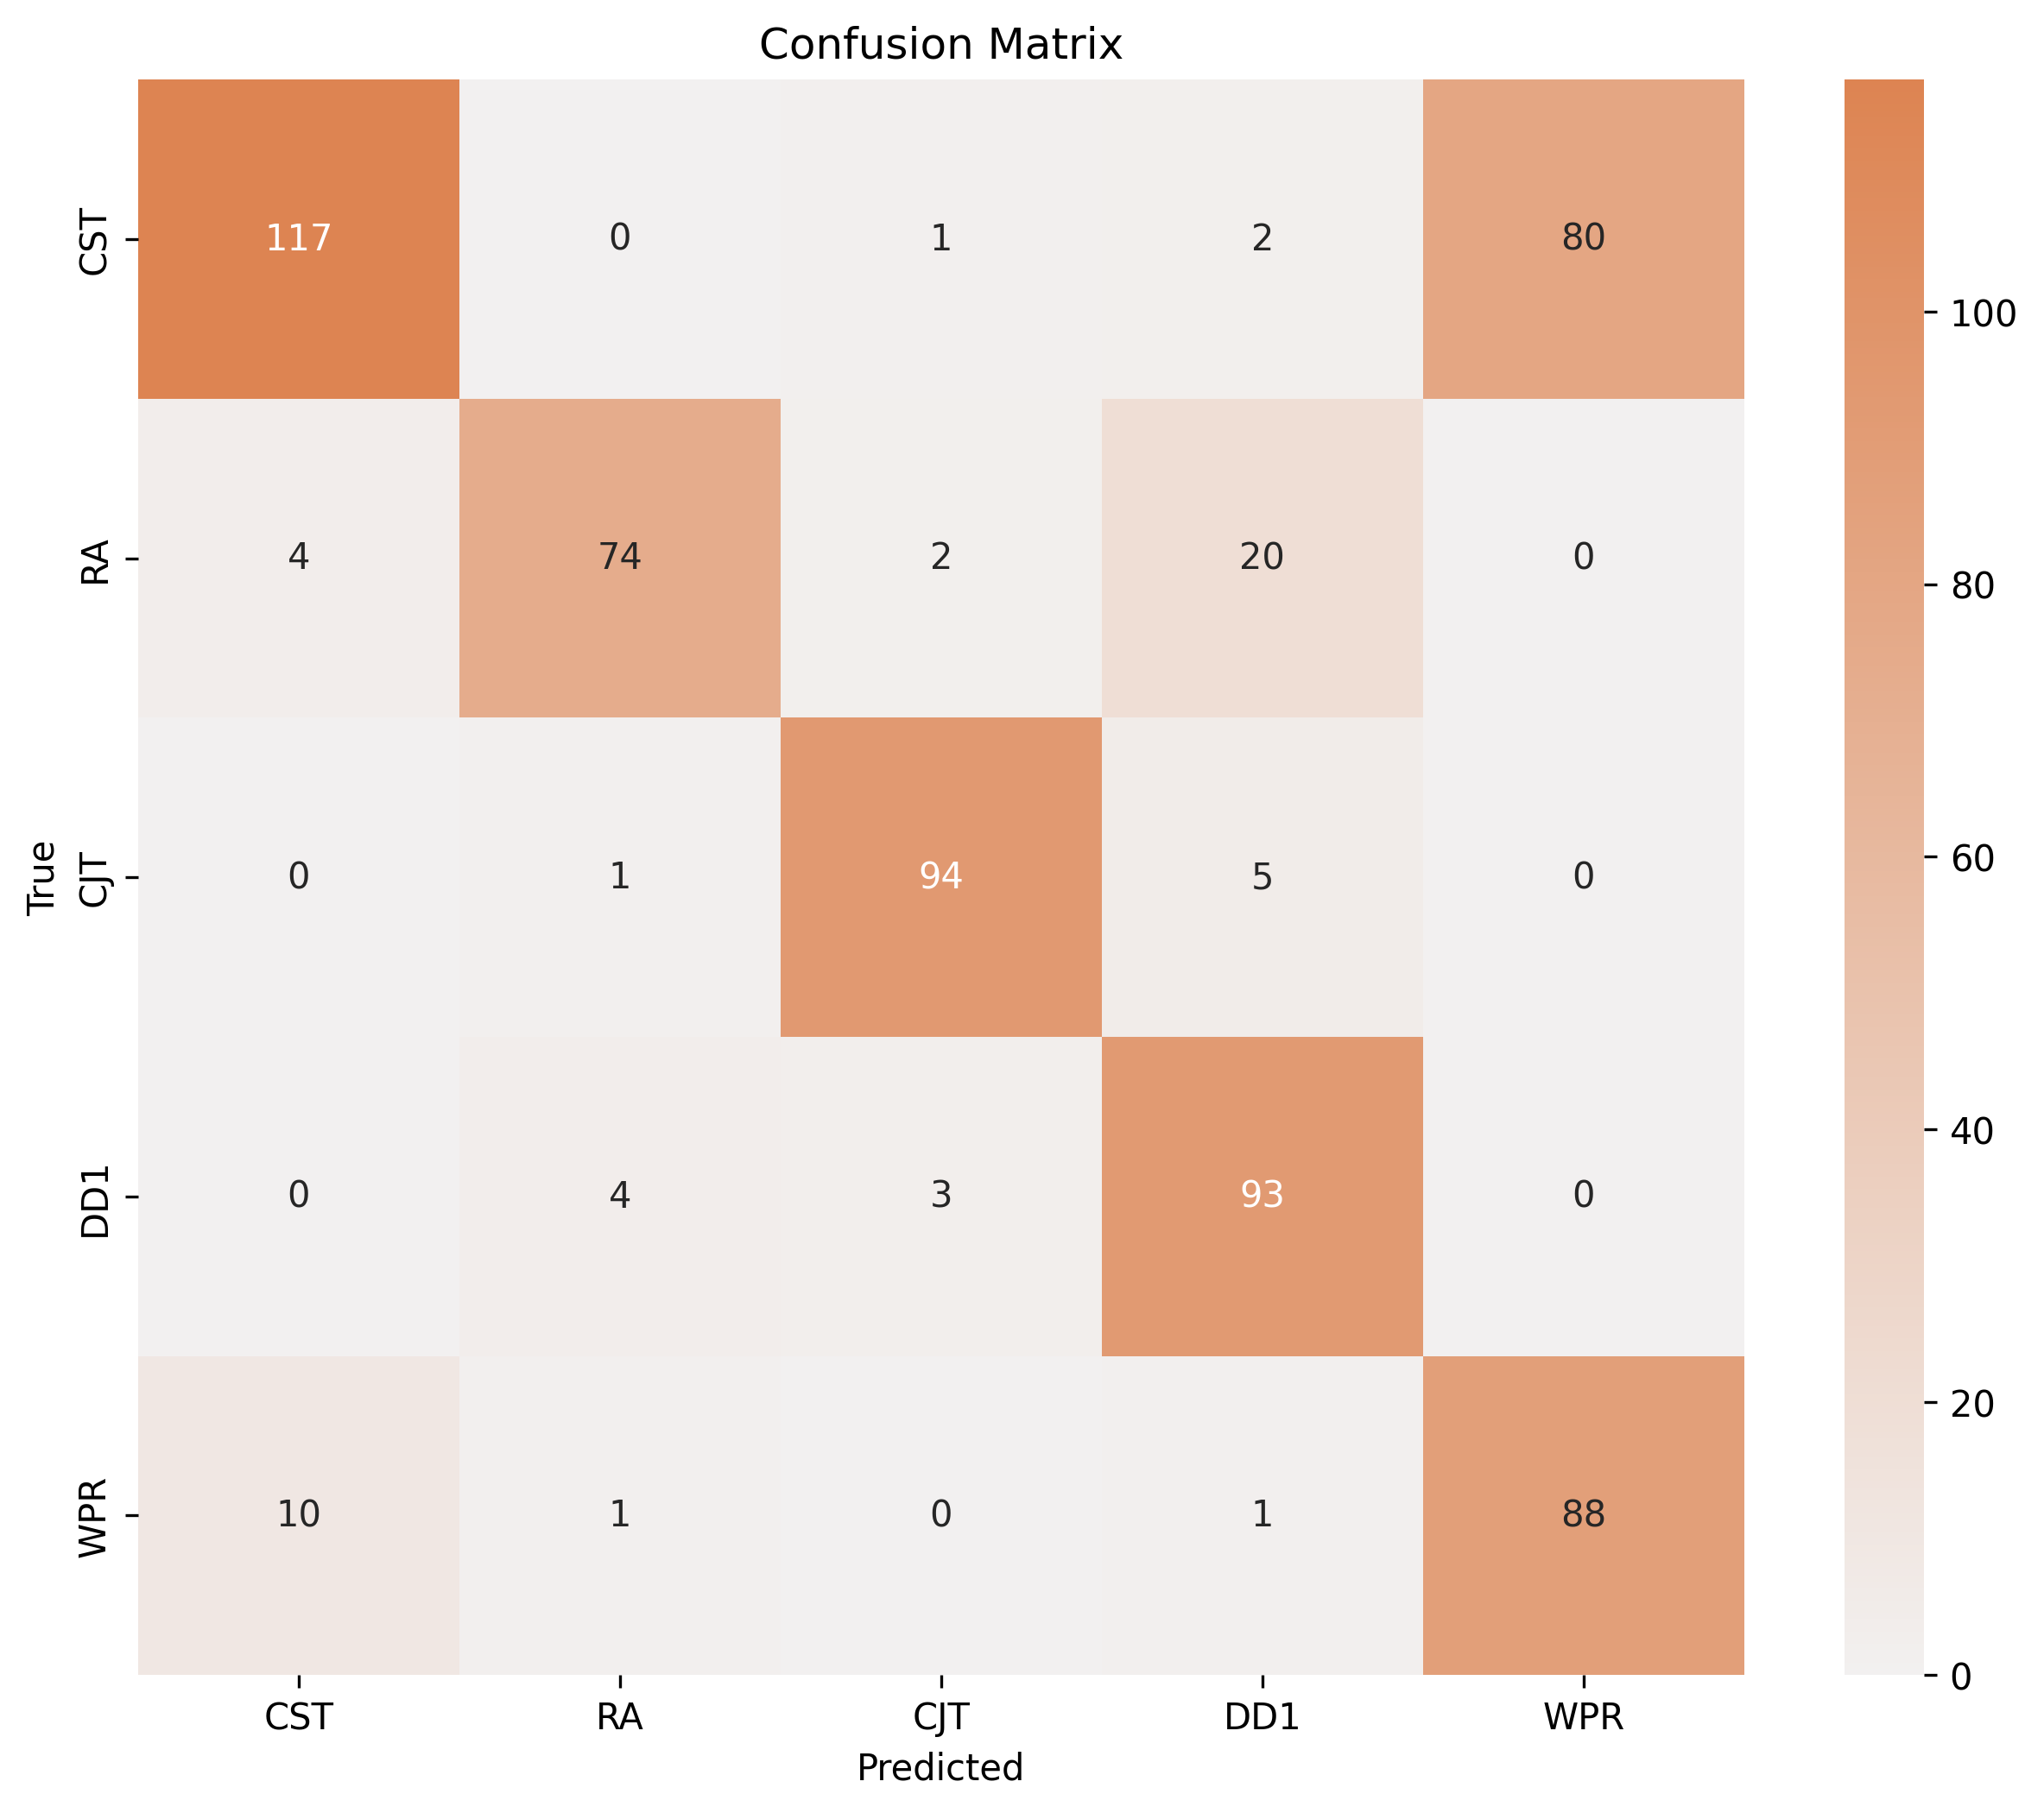 Confusion Matrix
CST 117 0 1 2 80
RA 4 74 2 20 0
CJT 0 1 94 5 0
DD1 0 4 3 93 0
WPR 10 1 0 1 88
CST RA CJT DD1 WPR
Predicted
True
100
80
60
40
20
0